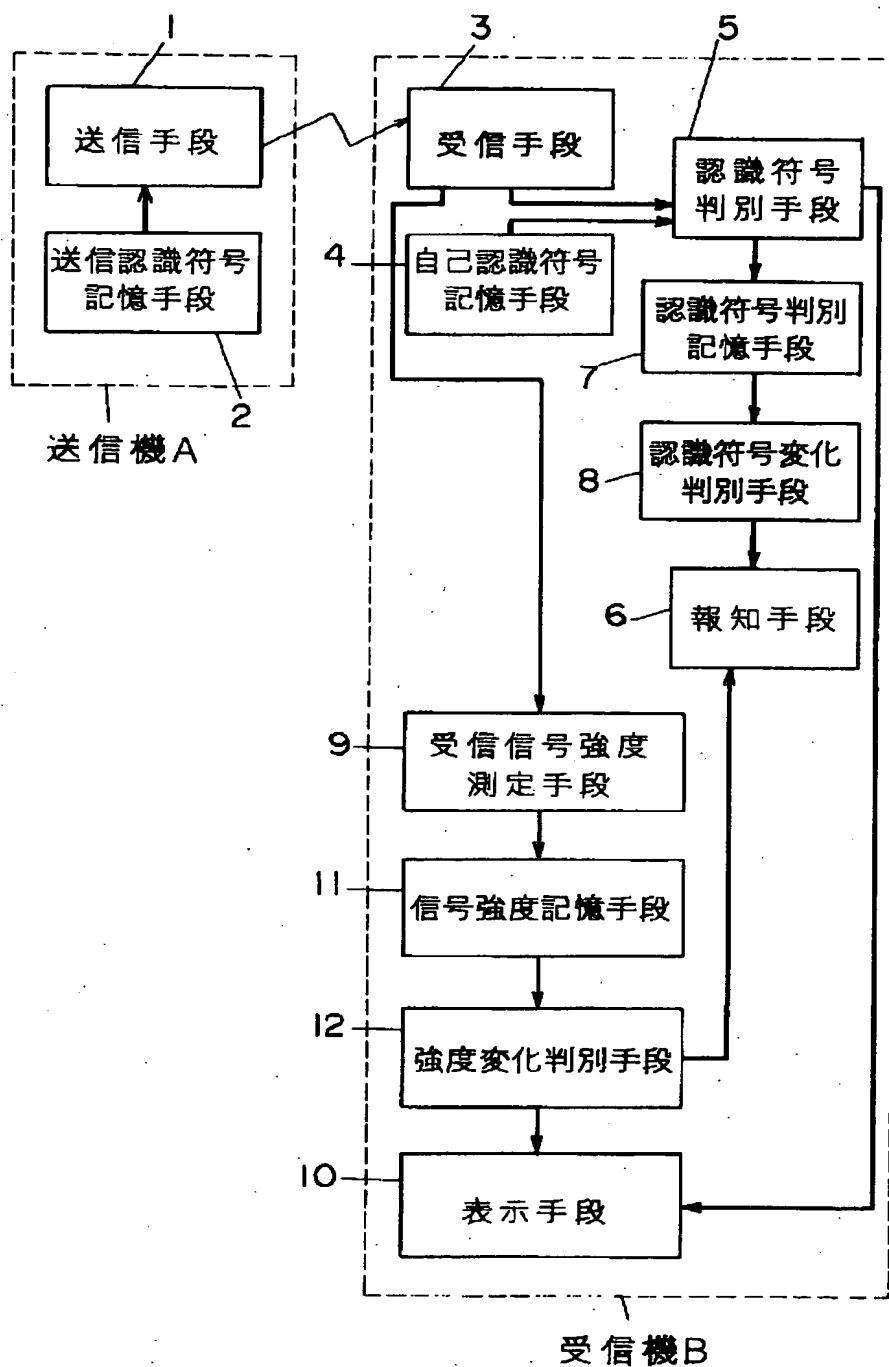 1
送信手段
送信認識符号
記憶手段
2
送信機A
3
受信手段
4
自己認識符号
記憶手段
5
認識符号
判別手段
認識符号判別
記憶手段
7
認識符号変化
判別手段
8
6
報知手段
9
受信信号強度
測定手段
11
信号強度記憶手段
12
強度変化判別手段
10
表示手段
受信機B